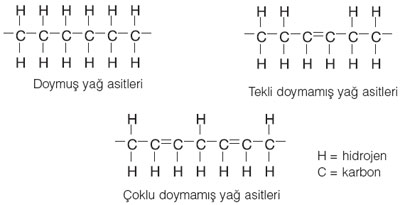 H H H H H H
C C C C C C
H H H H H H
Doymuş yağ asitleri
H H H H
C C C=C C C
H H H H H H
Tekli doymamış yağ asitleri
H H H
C C=C C C=C C
H H H H H H H
Çoklu doymamış yağ asitleri
H = hidrojen
C = karbon